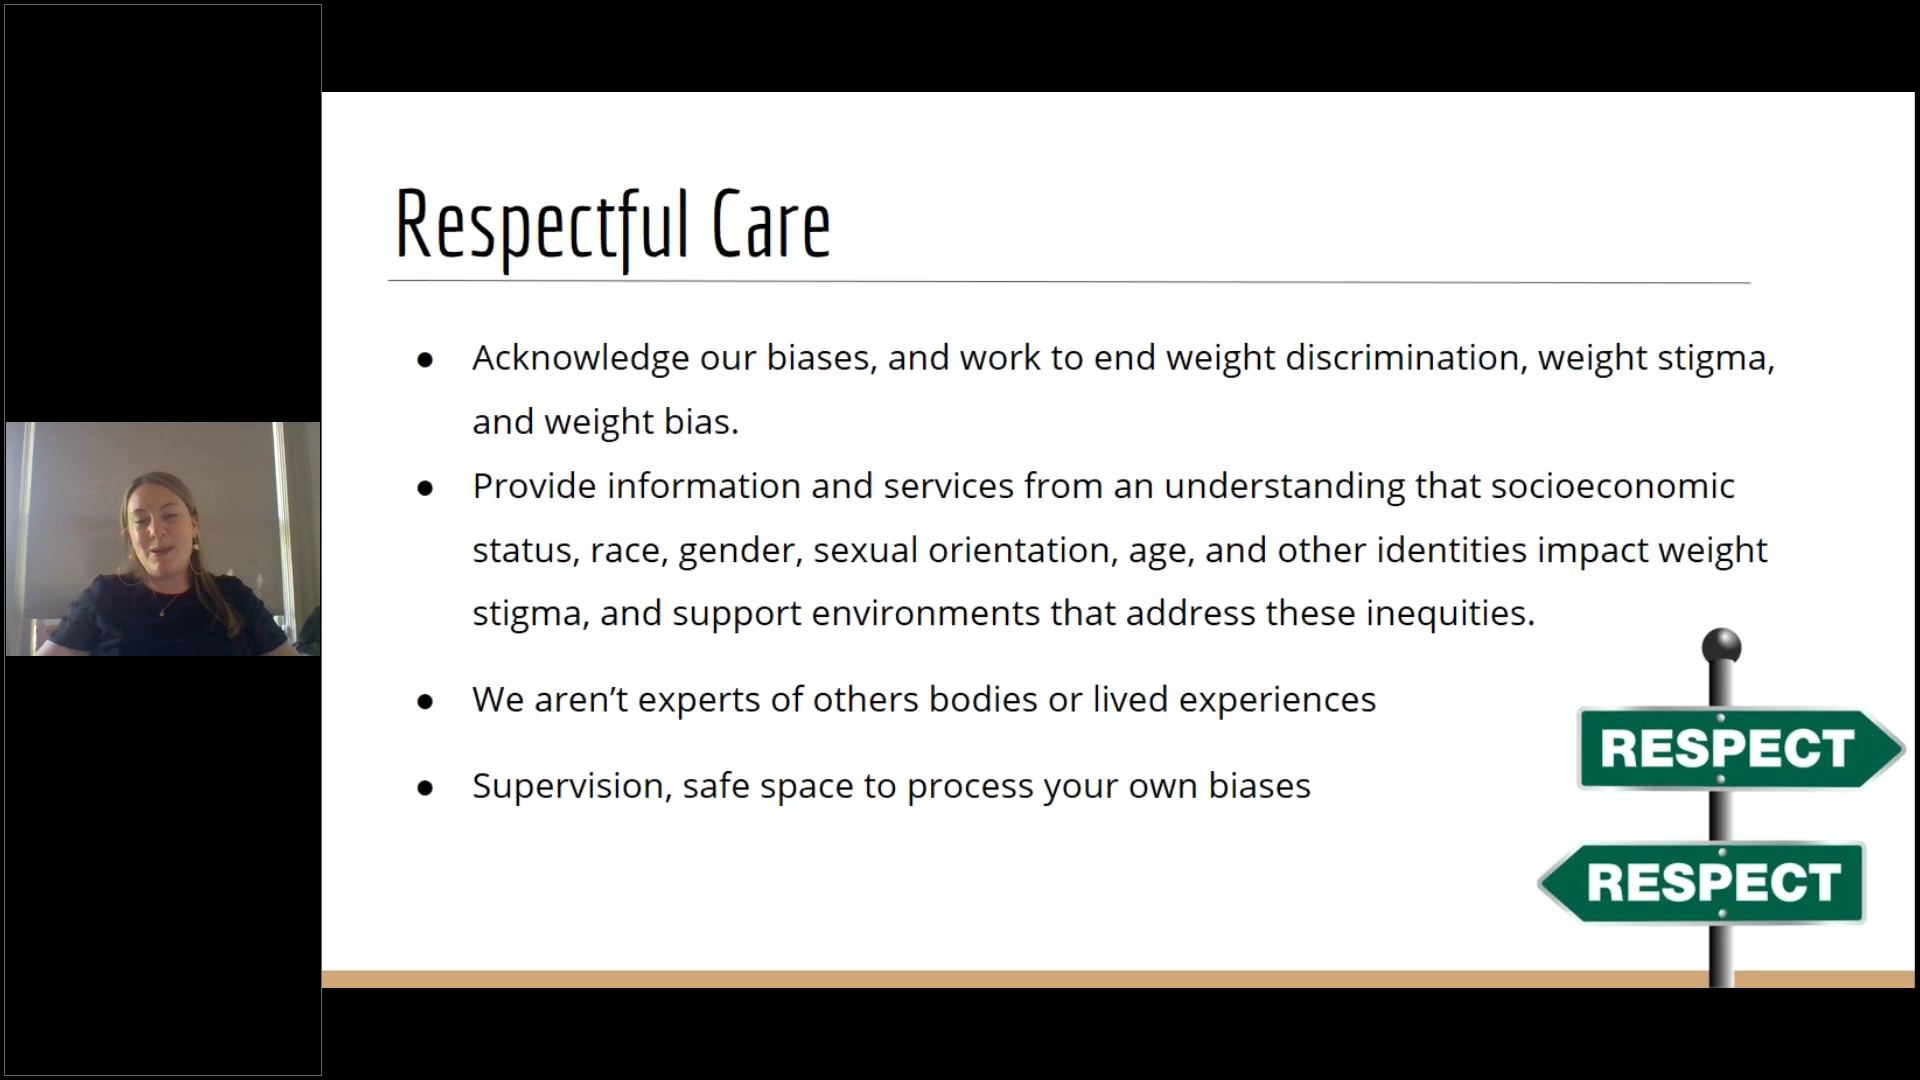 Respectful Care
● Acknowledge our biases, and work to end weight discrimination, weight stigma,
and weight bias.
● Provide information and services from an understanding that socioeconomic
status, race, gender, sexual orientation, age, and other identities impact weight
stigma, and support environments that address these inequities.
● We aren’t experts of others bodies or lived experiences
● Supervision, safe space to process your own biases
RESPECT
RESPECT